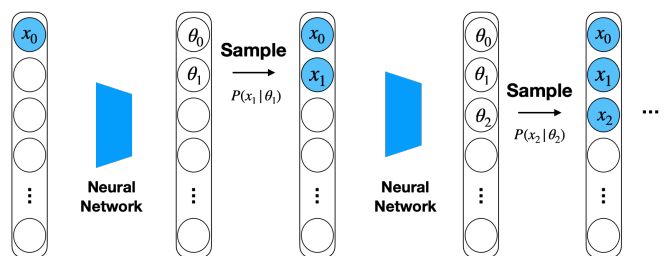 x₀
⋮
Neural
Network
θ₀
θ₁
⋮
Sample
P(x₁|θ₁)
x₀
x₁
⋮
Neural
Network
θ₀
θ₁
θ₂
⋮
Sample
P(x₂|θ₂)
x₀
x₁
x₂
⋮
...